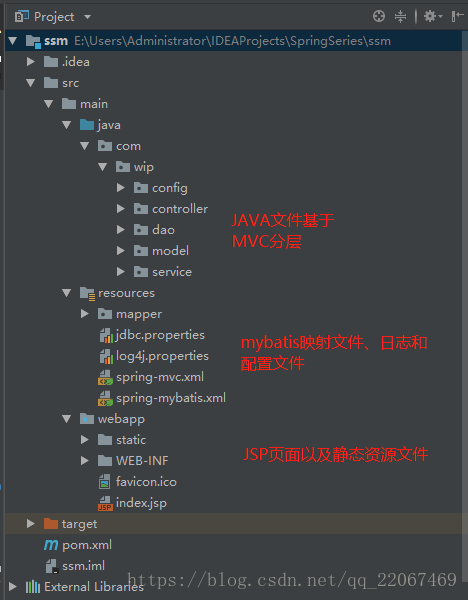 Project
ssm E:\Users\Administrator\IDEAProjects\SpringSeries\ssm
.idea
src
main
java
com
wip
config
controller
JAVA文件基于
dao
MVC分层
model
service
resources
mapper
jdbc.properties
mybatis映射文件、日志和
log4j.properties
配置文件
spring-mvc.xml
spring-mybatis.xml
webapp
static
JSP页面以及静态资源文件
WEB-INF
favicon.ico
JSP index.jsp
target
m pom.xml
ssm.iml
https://blog.csdn.net/qq_22067469
External Libraries